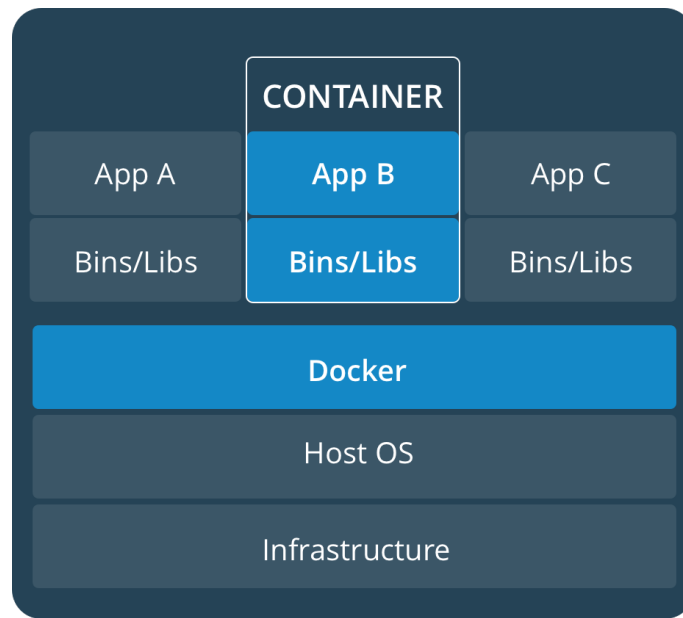 CONTAINER
App A
App B
App C
Bins/Libs
Bins/Libs
Bins/Libs
Docker
Host OS
Infrastructure